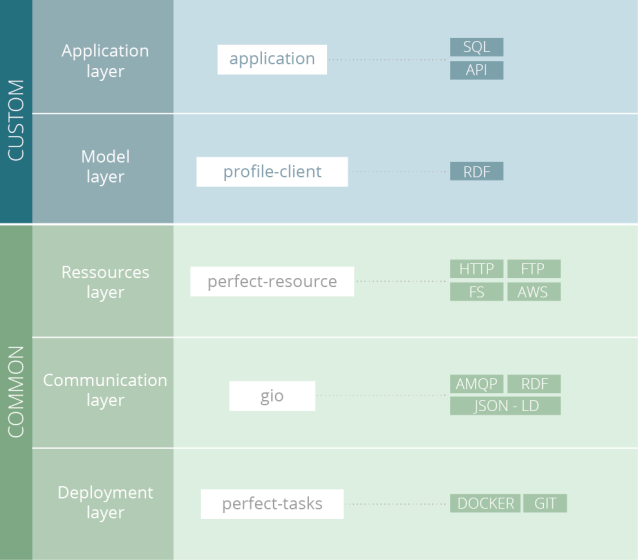 CUSTOM
Application
layer
application
SQL
API
Model
layer
profile-client
RDF
COMMON
Ressources
layer
perfect-resource
HTTP FTP
FS AWS
Communication
layer
gio
AMQP RDF
JSON - LD
Deployment
layer
perfect-tasks
DOCKER GIT